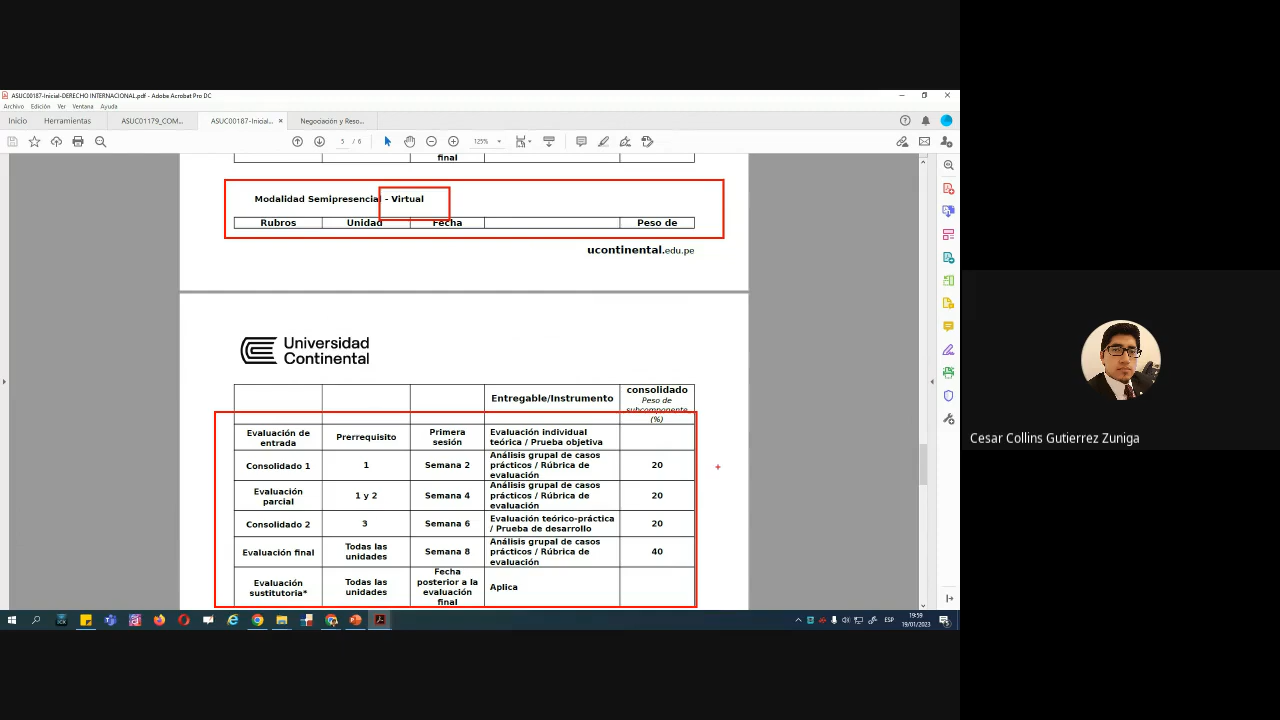 ASUC00187-Inicial-DERECHO INTERNACIONAL.pdf - Adobe Acrobat Pro DC
Archivo Edición Ver Ventana Ayuda
Inicio Herramientas ASUC01179_COM... ASUC00187-Inicial... × Negociación y Reso...
5 / 6 125%
final
Modalidad Semipresencial - Virtual
Rubros Unidad Fecha Peso de
ucontinental.edu.pe
Universidad
Continental
Entregable/Instrumento
consolidado
Peso de
subcomponente
(%)
Evaluación de
entrada
Prerrequisito
Primera
sesión
Evaluación individual
teórica / Prueba objetiva
Consolidado 1
1
Semana 2
Análisis grupal de casos
prácticos / Rúbrica de
evaluación
20
Evaluación
parcial
1 y 2
Semana 4
Análisis grupal de casos
prácticos / Rúbrica de
evaluación
20
Consolidado 2
3
Semana 6
Evaluación teórico-práctica
/ Prueba de desarrollo
20
Evaluación final
Todas las
unidades
Semana 8
Análisis grupal de casos
prácticos / Rúbrica de
evaluación
40
Evaluación
sustitutoria*
Todas las
unidades
Fecha
posterior a la
evaluación
final
Aplica
Cesar Collins Gutierrez Zuniga
ESP
19:59
19/01/2023